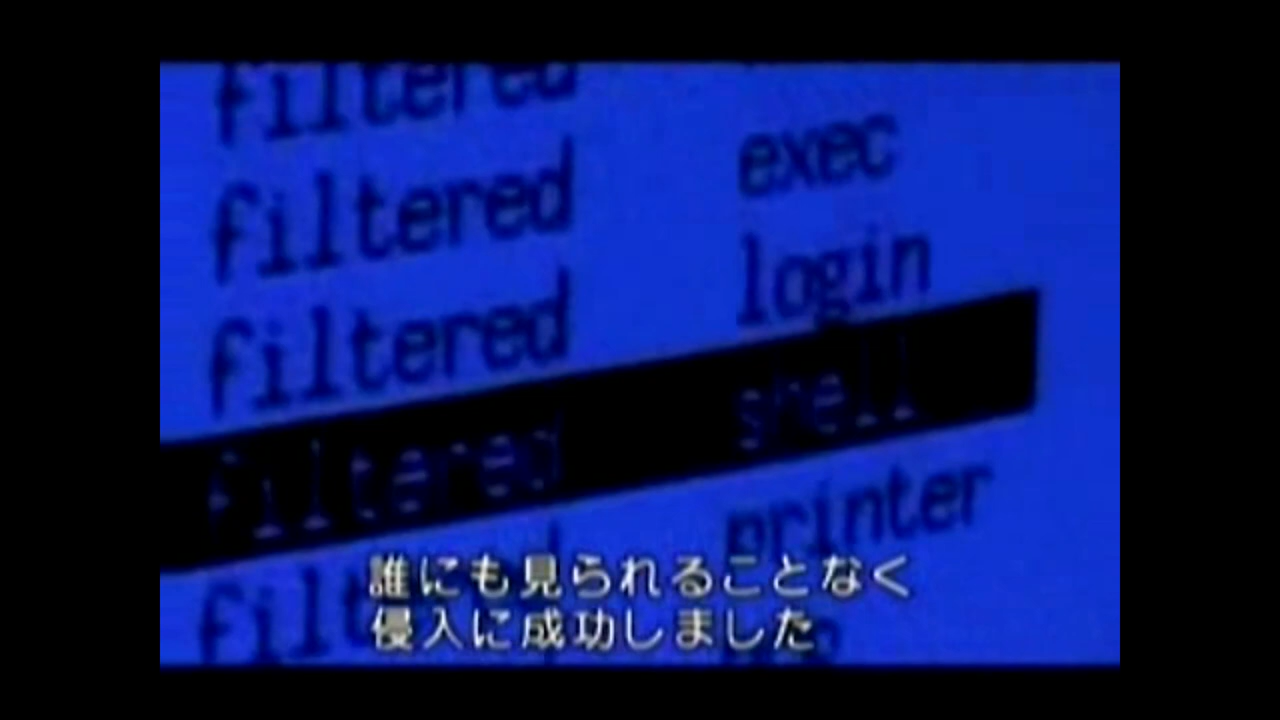 filtered
filtered exec
filtered login
filtered shell
printer
誰にも見られることなく
侵入に成功しました